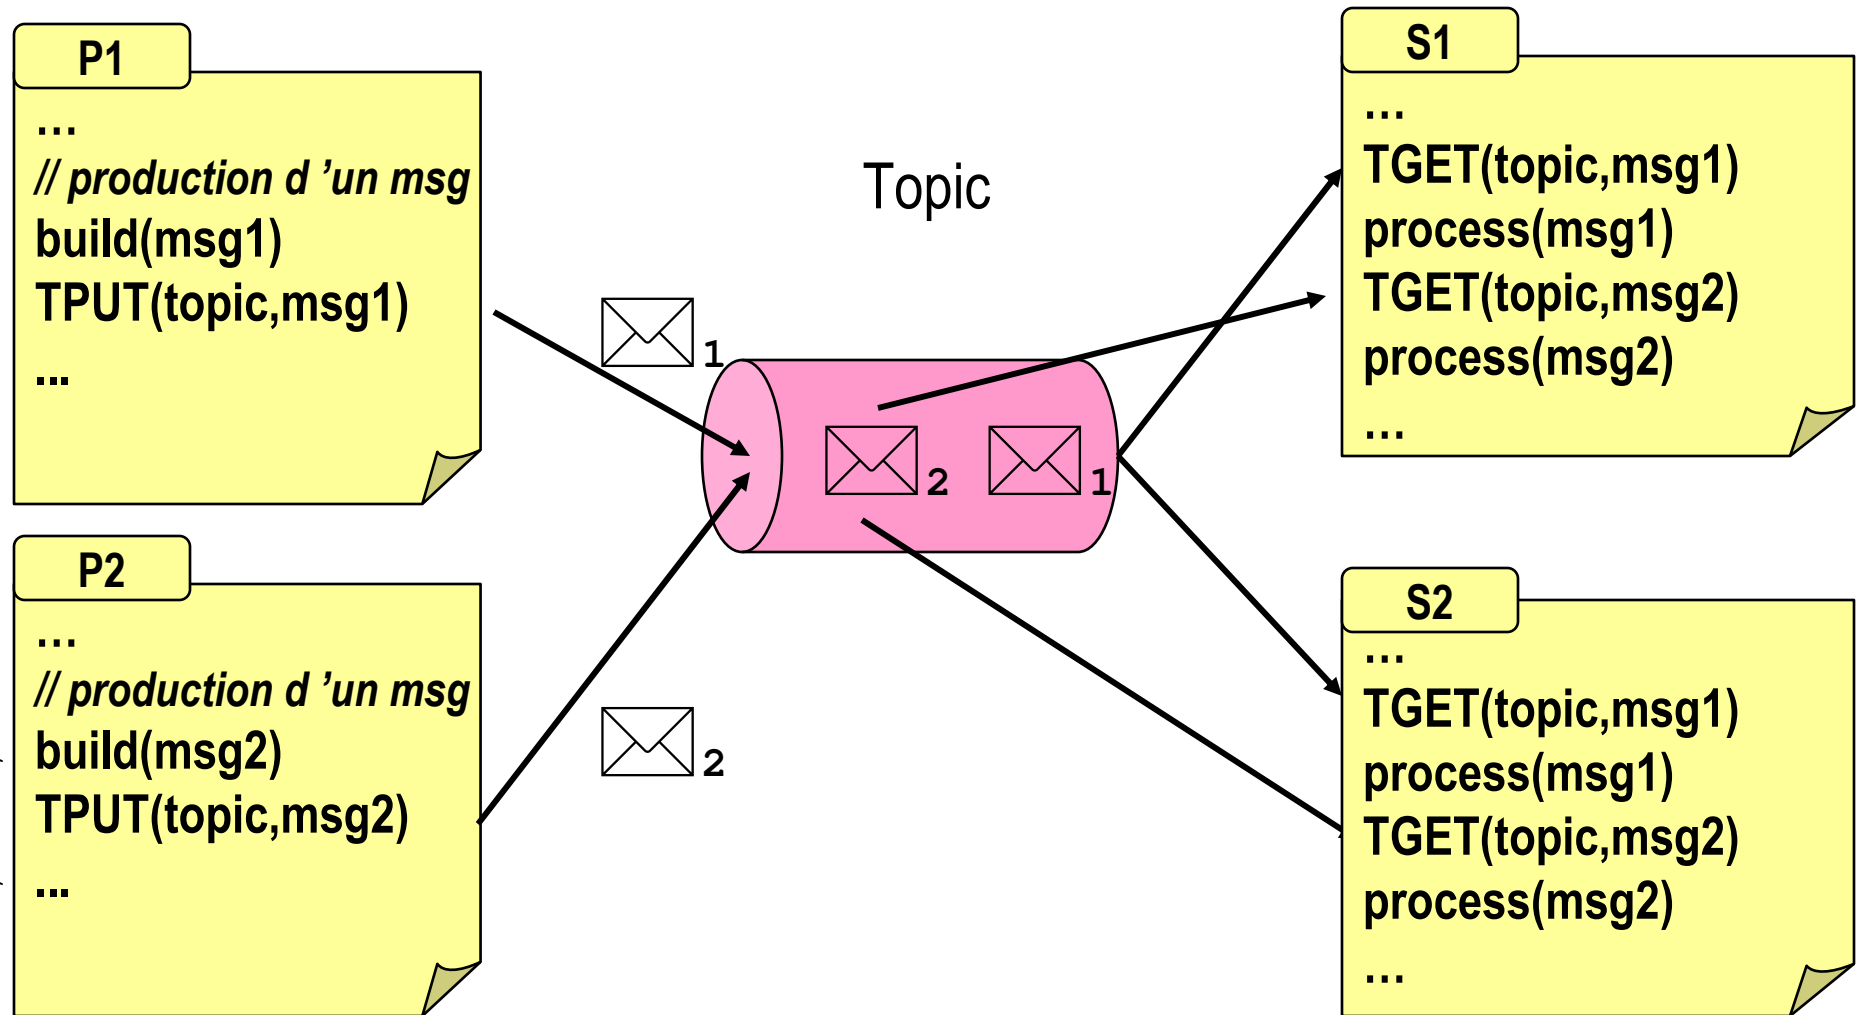 P1
…
// production d ’un msg
build(msg1)
TPUT(topic,msg1)
...
P2
…
// production d ’un msg
build(msg2)
TPUT(topic,msg2)
...
Topic
1
2
2
1
S1
…
TGET(topic,msg1)
process(msg1)
TGET(topic,msg2)
process(msg2)
…
S2
…
TGET(topic,msg1)
process(msg1)
TGET(topic,msg2)
process(msg2)
…